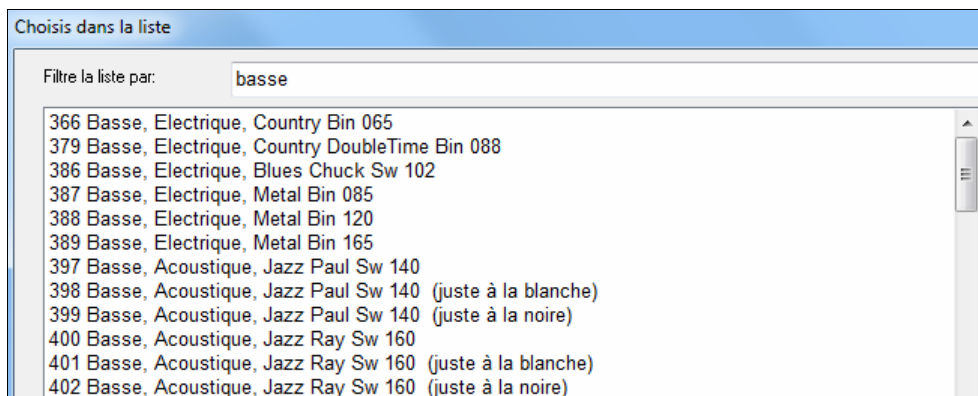 Choisis dans la liste
Filtre la liste par: basse
366 Basse, Electrique, Country Bin 065
379 Basse, Electrique, Country DoubleTime Bin 088
386 Basse, Electrique, Blues Chuck Sw 102
387 Basse, Electrique, Metal Bin 085
388 Basse, Electrique, Metal Bin 120
389 Basse, Electrique, Metal Bin 165
397 Basse, Acoustique, Jazz Paul Sw 140
398 Basse, Acoustique, Jazz Paul Sw 140 (juste à la blanche)
399 Basse, Acoustique, Jazz Paul Sw 140 (juste à la noire)
400 Basse, Acoustique, Jazz Ray Sw 160
401 Basse, Acoustique, Jazz Ray Sw 160 (juste à la blanche)
402 Basse, Acoustique, Jazz Ray Sw 160 (juste à la noire)